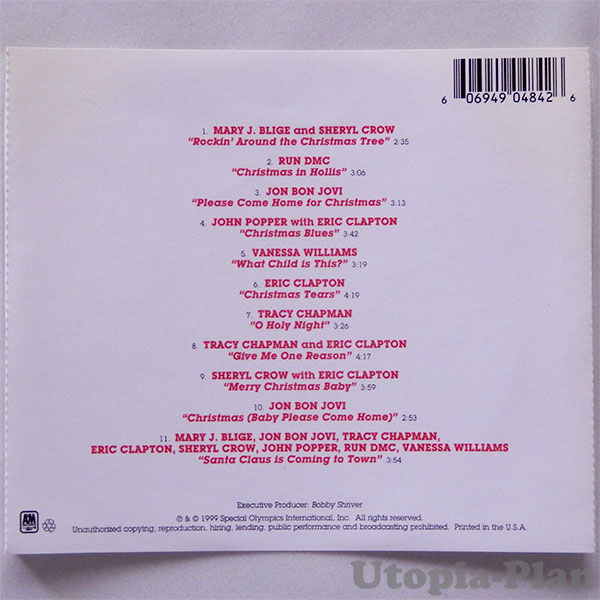 6 06949 04842 6
1. MARY J. BLIGE and SHERYL CROW
“Rockin’ Around the Christmas Tree” 2:35
2. RUN DMC
“Christmas in Hollis” 3:06
3. JON BON JOVI
“Please Come Home for Christmas” 3:13
4. JOHN POPPER with ERIC CLAPTON
“Christmas Blues” 3:42
5. VANESSA WILLIAMS
“What Child is This?” 3:19
6. ERIC CLAPTON
“Christmas Tears” 4:19
7. TRACY CHAPMAN
“O Holy Night” 3:26
8. TRACY CHAPMAN and ERIC CLAPTON
“Give Me One Reason” 4:17
9. SHERYL CROW with ERIC CLAPTON
“Merry Christmas Baby” 3:59
10. JON BON JOVI
“Christmas (Baby Please Come Home)” 2:53
11. MARY J. BLIGE, JON BON JOVI, TRACY CHAPMAN,
ERIC CLAPTON, SHERYL CROW, JOHN POPPER, RUN DMC, VANESSA WILLIAMS
“Santa Claus is Coming to Town” 3:54
Executive Producer: Bobby Shriver
℗ & © 1999 Special Olympics International, Inc. All rights reserved.
Unauthorized copying, reproduction, hiring, lending, public performance and broadcasting prohibited. Printed in the U.S.A.
A&M
Utopia-Plan